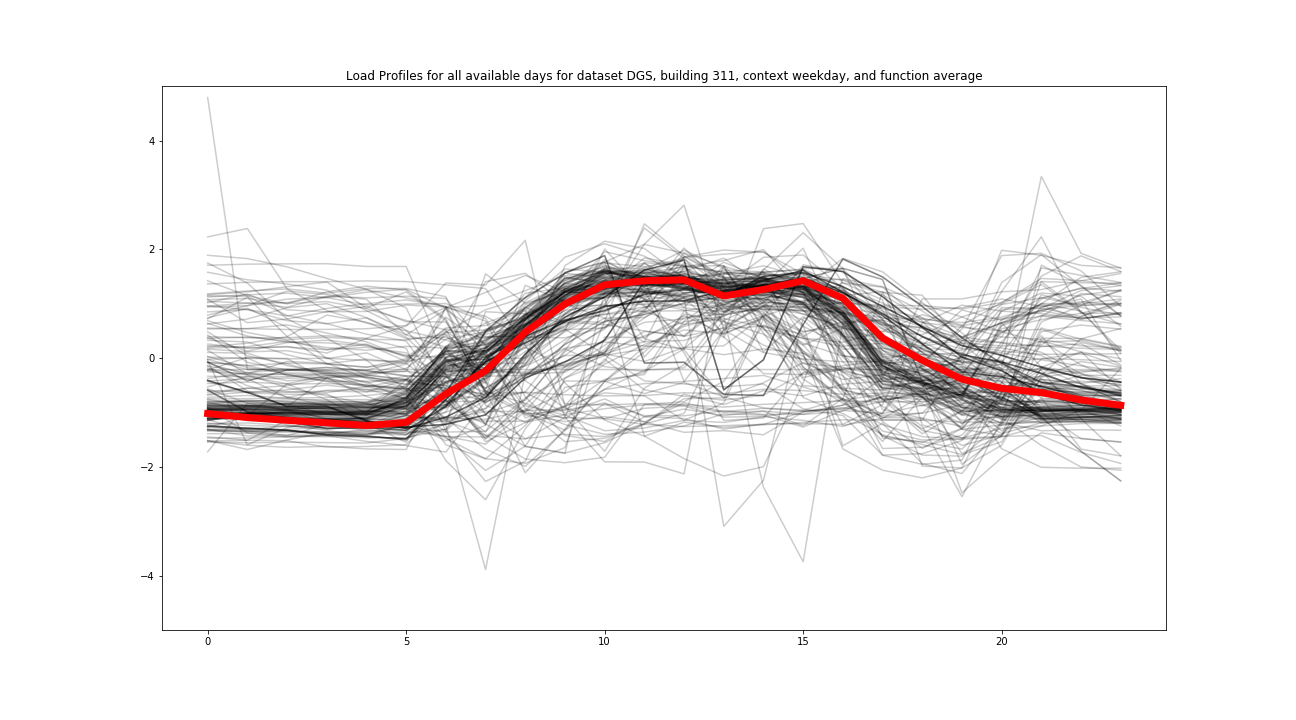 Load Profiles for all available days for dataset DGS, building 311, context weekday, and function average
4
2
0
−2
−4
0 5 10 15 20